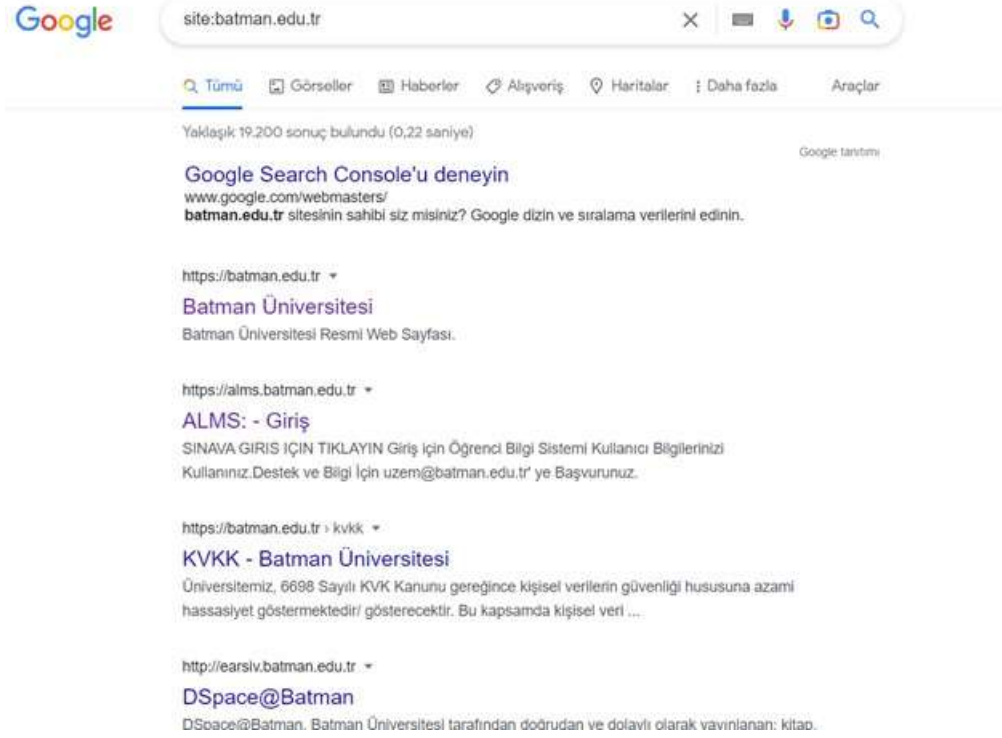 Google
site:batman.edu.tr
Tümü Görseller Haberler Alışveriş Haritalar Daha fazla Araçlar
Yaklaşık 19.200 sonuç bulundu (0,22 saniye)
Google tanıtımı
Google Search Console'u deneyin
www.google.com/webmasters/
batman.edu.tr sitesinin sahibi siz misiniz? Google dizin ve sıralama verilerini edinin.
https://batman.edu.tr
Batman Üniversitesi
Batman Üniversitesi Resmi Web Sayfası.
https://alms.batman.edu.tr
ALMS: - Giriş
SINAVA GIRIS IÇIN TIKLAYIN Giriş için Öğrenci Bilgi Sistemi Kullanıcı Bilgilerinizi
Kullanınız.Destek ve Bilgi İçin uzem@batman.edu.tr' ye Başvurunuz.
https://batman.edu.tr › kvkk
KVKK - Batman Üniversitesi
Üniversitemiz, 6698 Sayılı KVK Kanunu gereğince kişisel verilerin güvenliği hususuna azami
hassasiyet göstermektedir/ gösterecektir. Bu kapsamda kişisel veri ...
http://earsiv.batman.edu.tr
DSpace@Batman
DSpace@Batman, Batman Üniversitesi tarafından doğrudan ve dolaylı olarak yayınlanan; kitap,